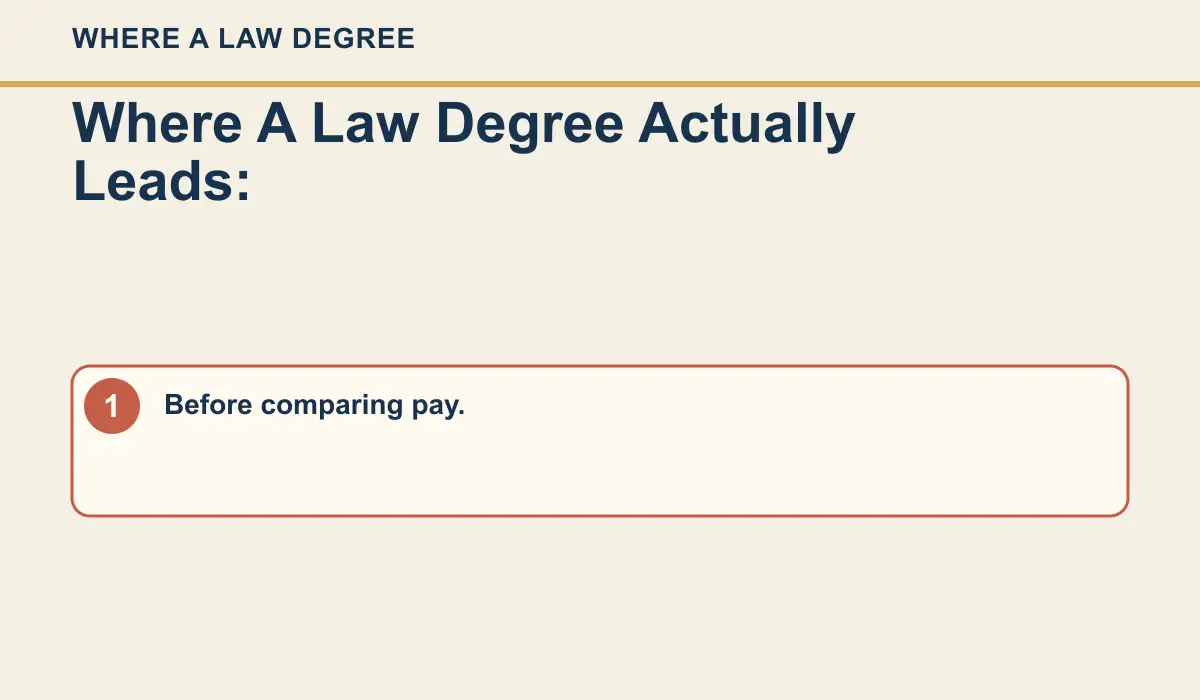 WHERE A LAW DEGREE
Where A Law Degree Actually
Leads:
1
Before comparing pay.